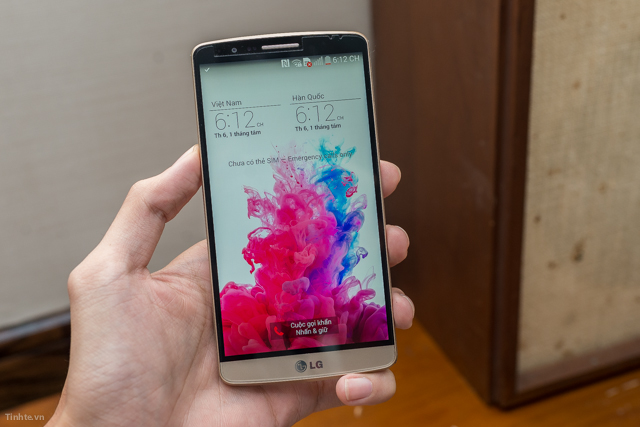 6:12 CH
Việt Nam
6:12 CH
Th 6, 1 tháng tám
Hàn Quốc
6:12 CH
Th 6, 1 tháng tám
Chưa có thẻ SIM – Emergency calls only
Cuộc gọi khẩn
Nhấn & giữ
LG
Tinhte.vn